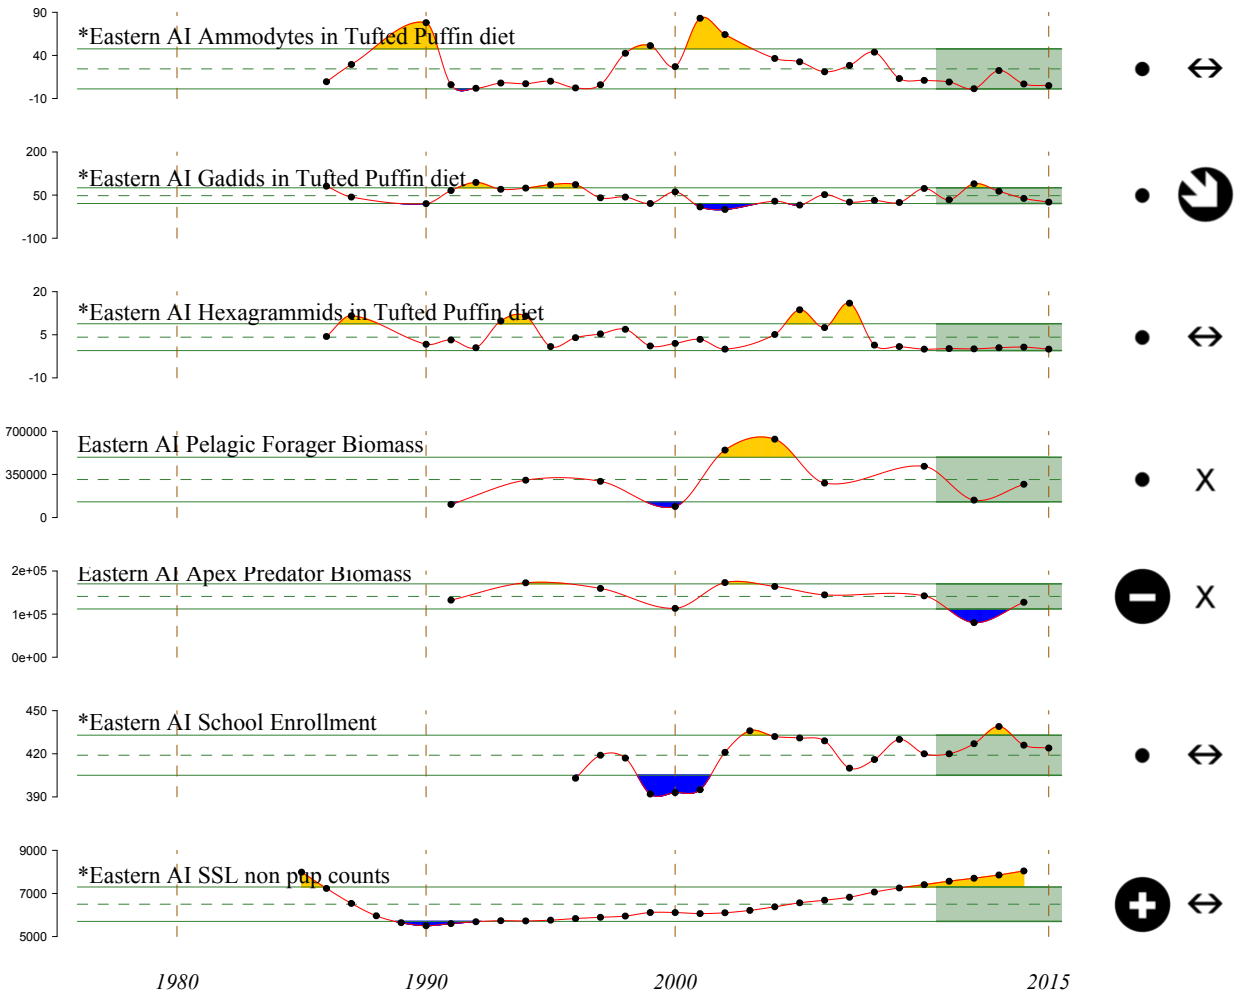 90
*Eastern AI Ammodytes in Tufted Puffin diet
40
-10
200
*Eastern AI Gadids in Tufted Puffin diet
50
-100
20
*Eastern AI Hexagrammids in Tufted Puffin diet
5
-10
700000
Eastern AI Pelagic Forager Biomass
350000
X
0
2e+05
Eastern AI Apex Predator Biomass
1e+05
X
0e+00
450
*Eastern AI School Enrollment
420
390
9000
*Eastern AI SSL non pup counts
7000
5000
1980 1990 2000 2015